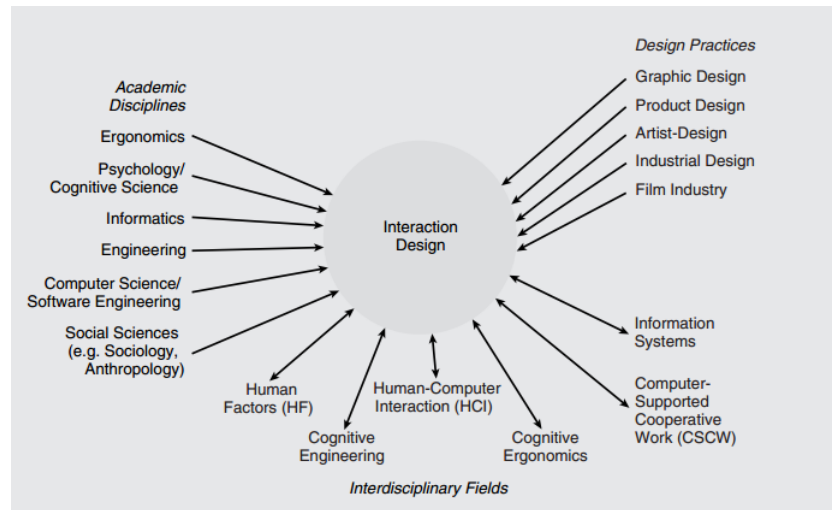 Academic
Disciplines
Ergonomics
Psychology/
Cognitive Science
Informatics
Engineering
Computer Science/
Software Engineering
Social Sciences
(e.g. Sociology,
Anthropology)
Design Practices
Graphic Design
Product Design
Artist-Design
Industrial Design
Film Industry
Interaction
Design
Information
Systems
Computer-
Supported
Cooperative
Work (CSCW)
Human
Factors (HF)
Cognitive
Engineering
Human-Computer
Interaction (HCI)
Cognitive
Ergonomics
Interdisciplinary Fields